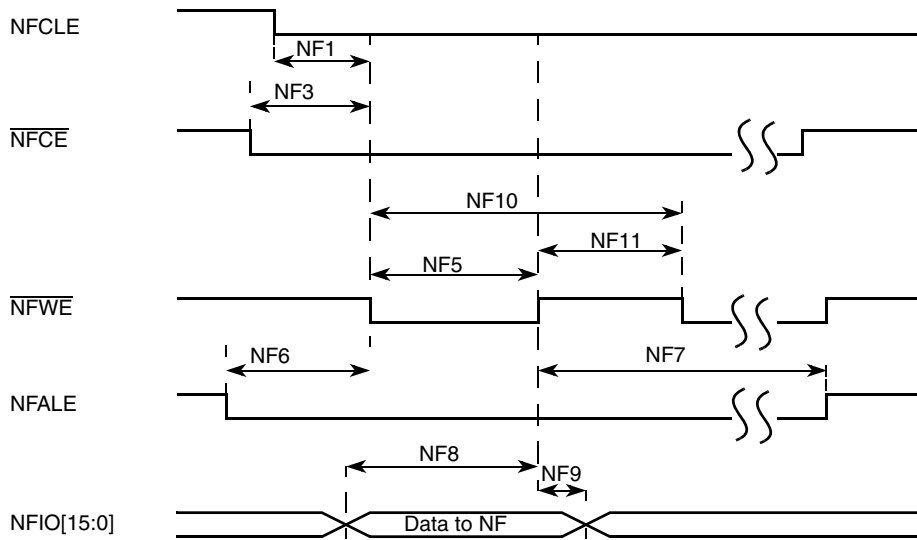 NFCLE
NF1
NF3
NFCE
NF10
NF11
NF5
NFWE
NF6
NF7
NFALE
NF8
NF9
NFIO[15:0]
Data to NF